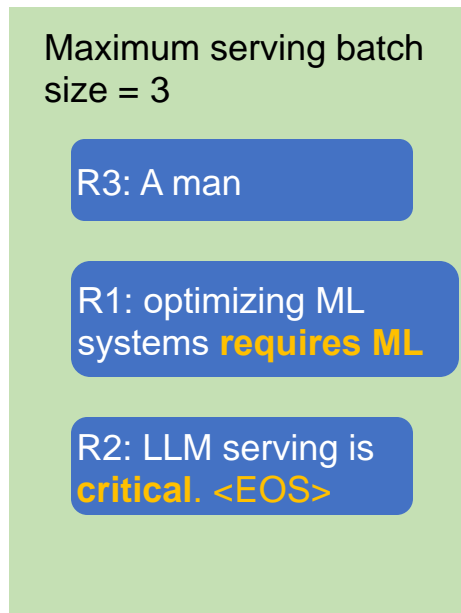 Maximum serving batch
size = 3
R3: A man
R1: optimizing ML
systems requires ML
R2: LLM serving is
critical. <EOS>